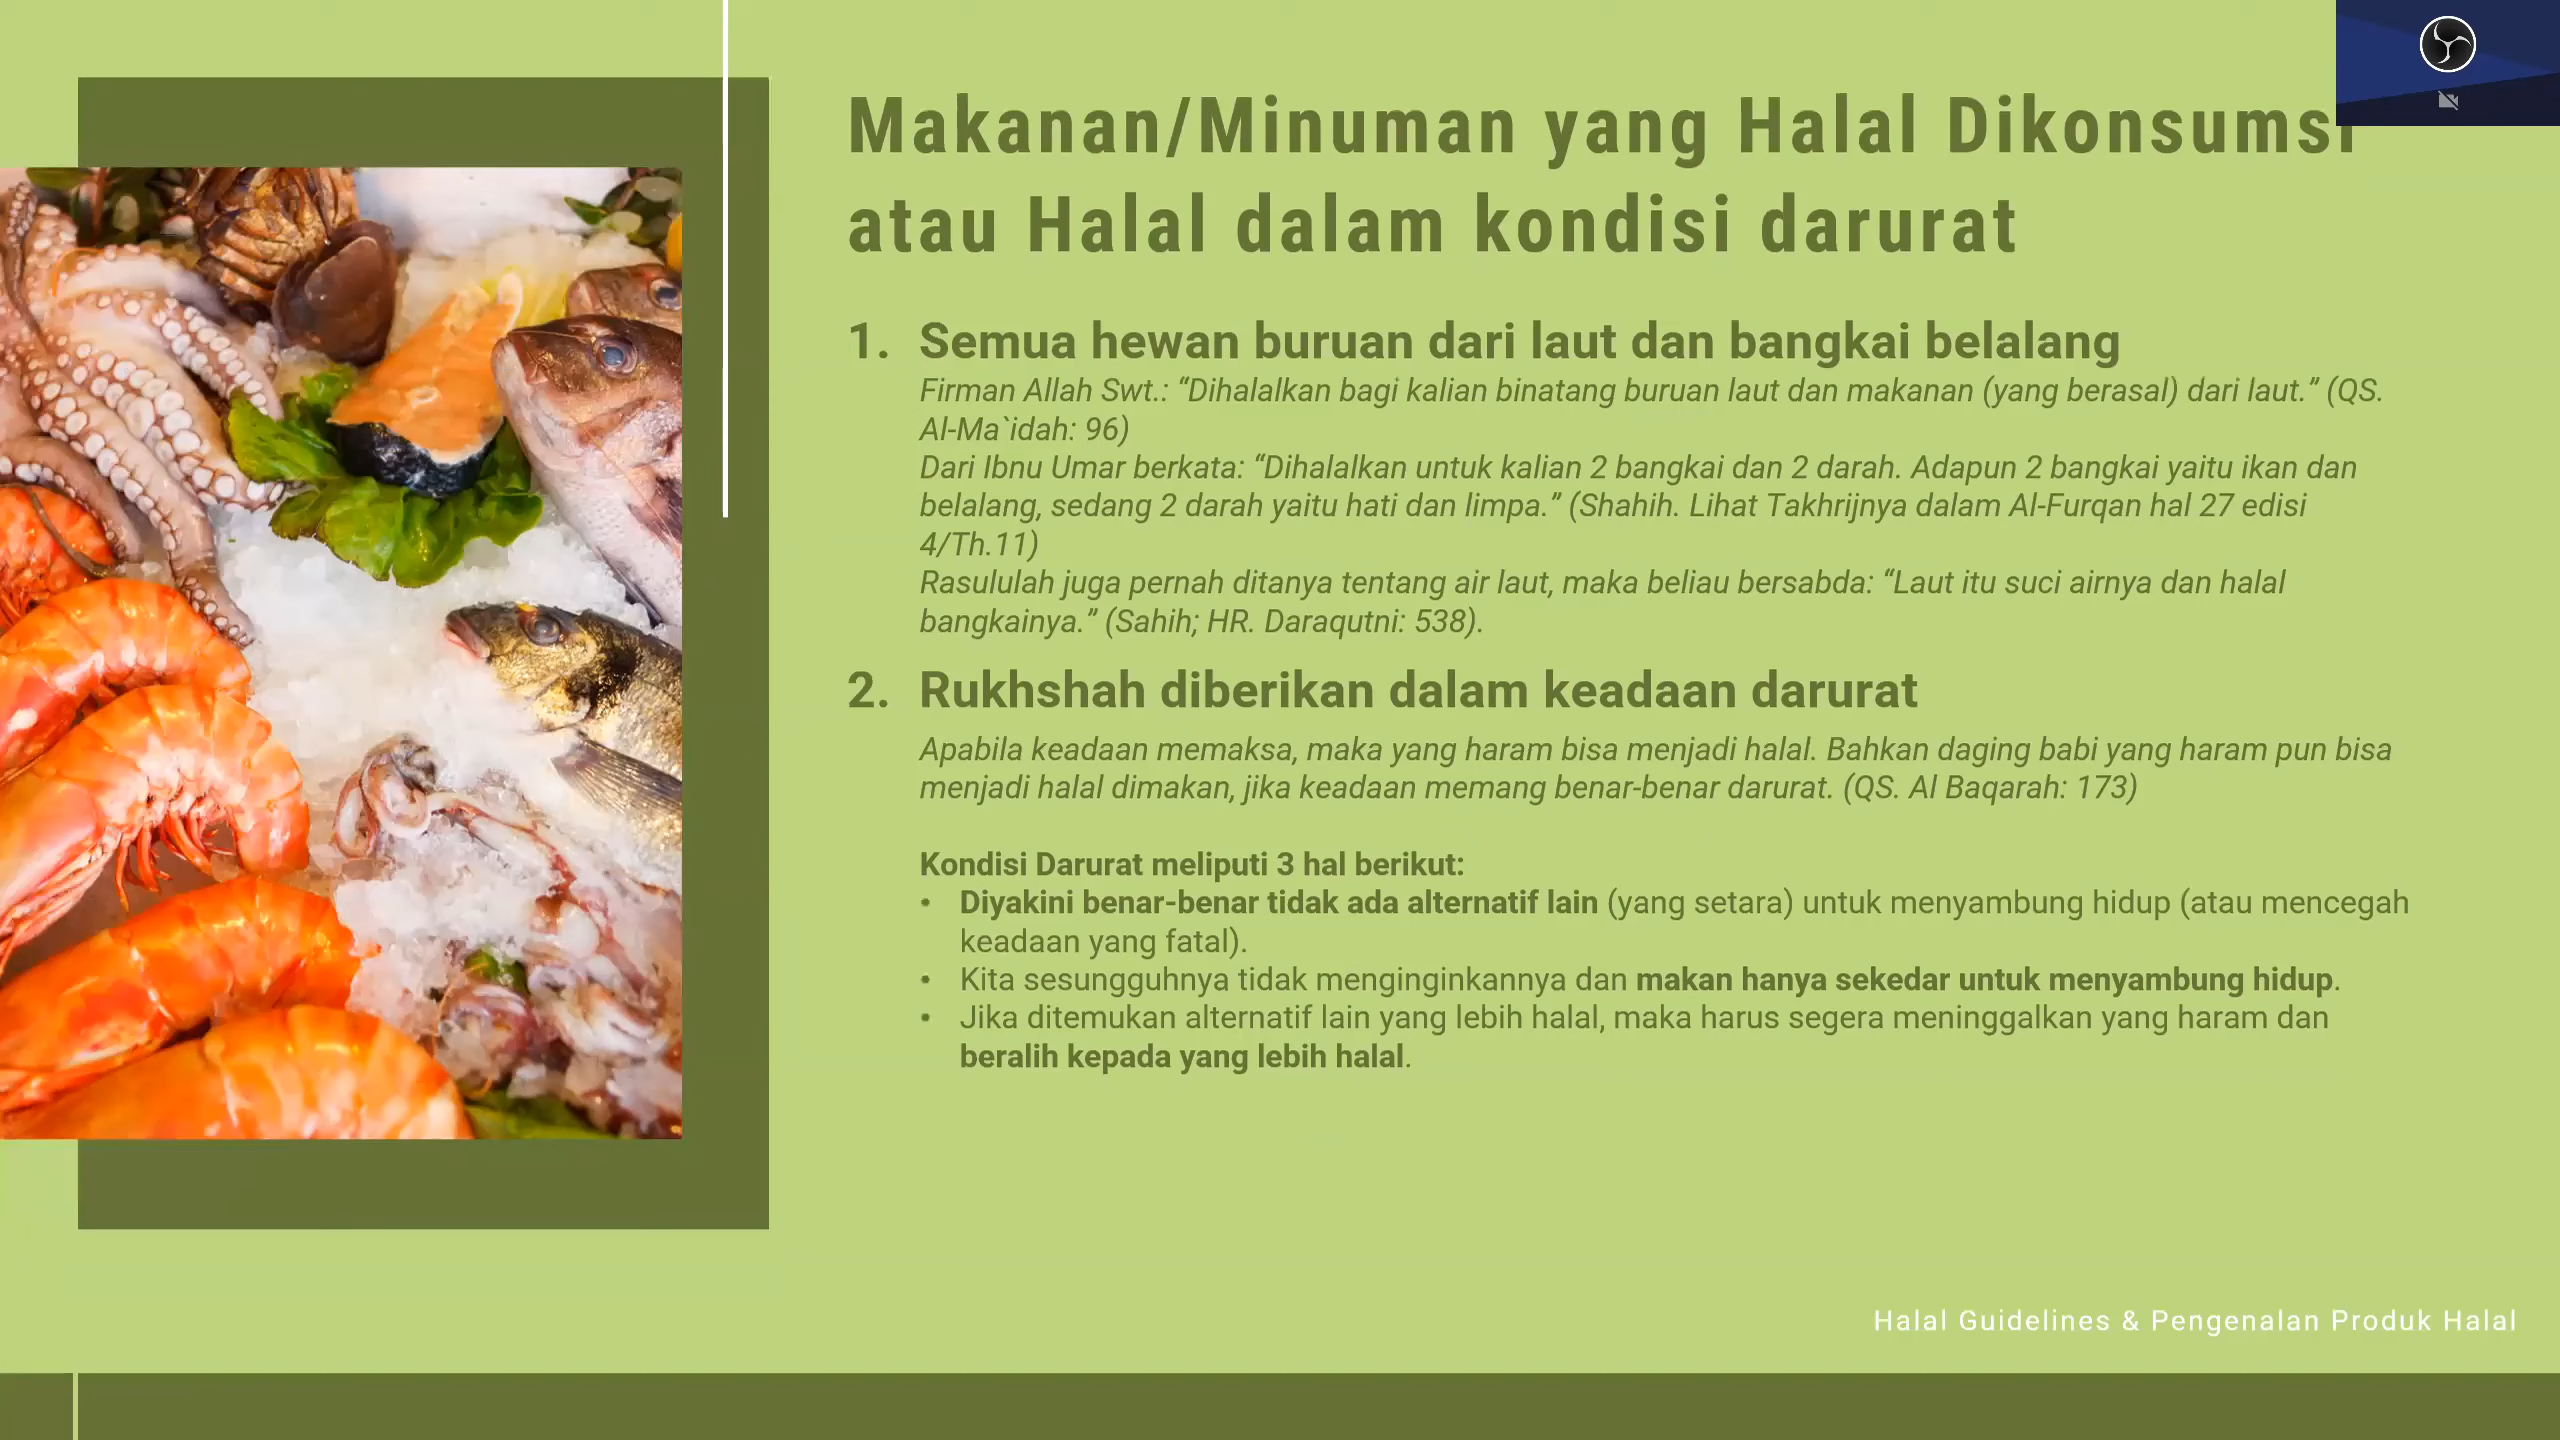 Makanan/Minuman yang Halal Dikonsumsi
atau Halal dalam kondisi darurat
1. Semua hewan buruan dari laut dan bangkai belalang
Firman Allah Swt.: “Dihalalkan bagi kalian binatang buruan laut dan makanan (yang berasal) dari laut.” (QS.
Al-Ma`idah: 96)
Dari Ibnu Umar berkata: “Dihalalkan untuk kalian 2 bangkai dan 2 darah. Adapun 2 bangkai yaitu ikan dan
belalang, sedang 2 darah yaitu hati dan limpa.” (Shahih. Lihat Takhrijnya dalam Al-Furqan hal 27 edisi
4/Th.11)
Rasululah juga pernah ditanya tentang air laut, maka beliau bersabda: “Laut itu suci airnya dan halal
bangkainya.” (Sahih; HR. Daraqutni: 538).
2. Rukhshah diberikan dalam keadaan darurat
Apabila keadaan memaksa, maka yang haram bisa menjadi halal. Bahkan daging babi yang haram pun bisa
menjadi halal dimakan, jika keadaan memang benar-benar darurat. (QS. Al Baqarah: 173)
Kondisi Darurat meliputi 3 hal berikut:
• Diyakini benar-benar tidak ada alternatif lain (yang setara) untuk menyambung hidup (atau mencegah
keadaan yang fatal).
• Kita sesungguhnya tidak menginginkannya dan makan hanya sekedar untuk menyambung hidup.
• Jika ditemukan alternatif lain yang lebih halal, maka harus segera meninggalkan yang haram dan
beralih kepada yang lebih halal.
Halal Guidelines & Pengenalan Produk Halal